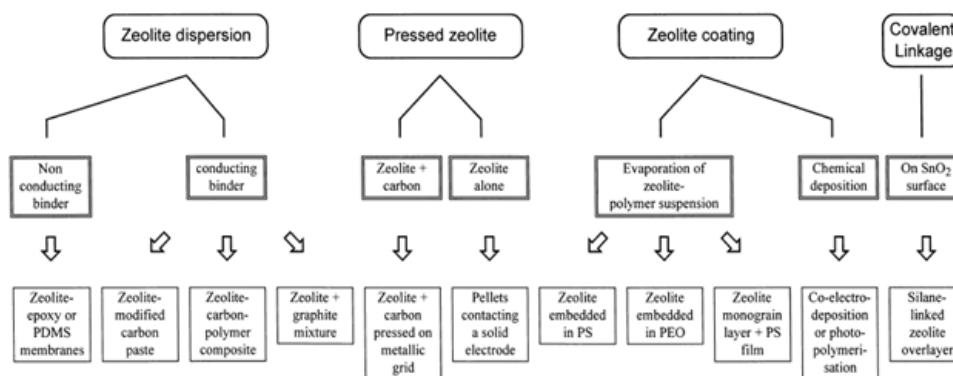 Zeolite dispersion
Pressed zeolite
Zeolite coating
Covalent
Linkage
Non
conducting
binder
conducting
binder
Zeolite +
carbon
Zeolite
alone
Evaporation of
zeolite-
polymer suspension
Chemical
deposition
On SnO₂
surface
Zeolite-
epoxy or
PDMS
membranes
Zeolite-
modified
carbon
paste
Zeolite-
carbon-
polymer
composite
Zeolite +
graphite
mixture
Zeolite +
carbon
pressed on
metallic
grid
Pellets
contacting
a solid
electrode
Zeolite
embedded
in PS
Zeolite
embedded
in PEO
Zeolite
monograin
layer + PS
film
Co-electro-
deposition
or photo-
polymeri-
sation
Silane-
linked
zeolite
overlayer